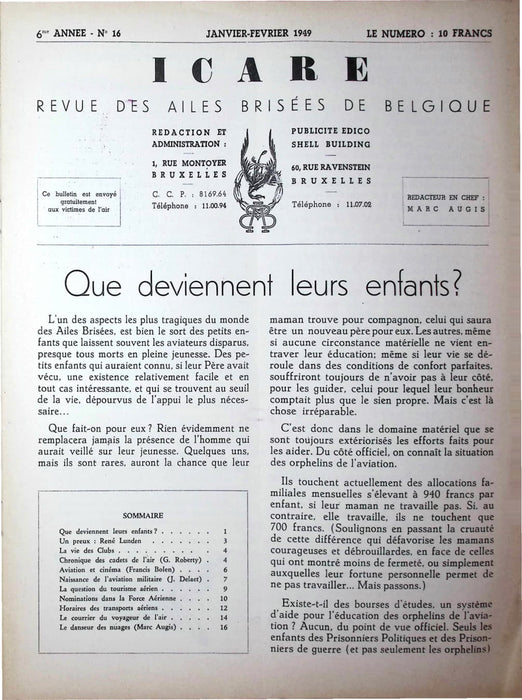 6me ANNEE - No 16
JANVIER-FEVRIER 1949
LE NUMERO : 10 FRANCS
ICARE
REVUE DES AILES BRISÉES DE BELGIQUE
REDACTION ET
ADMINISTRATION :
1, RUE MONTOYER
BRUXELLES
C. C. P. : 8169.64
Téléphone : 11.00.94
PUBLICITE EDICO
SHELL BUILDING
60, RUE RAVENSTEIN
BRUXELLES
Téléphone : 11.07.02
Ce bulletin est envoyé
gratuitement
aux victimes de l'air
REDACTEUR EN CHEF :
MARC AUGIS
Que deviennent leurs enfants?
L'un des aspects les plus tragiques du monde
des Ailes Brisées, est bien le sort des petits en-
fants que laissent souvent les aviateurs disparus,
presque tous morts en pleine jeunesse. Des pe-
tits enfants qui auraient connu, si leur Père avait
vécu, une existence relativement facile et en
tout cas intéressante, et qui se trouvent au seuil
de la vie, dépourvus de l'appui le plus néces-
saire...
Que fait-on pour eux ? Rien évidemment ne
remplacera jamais la présence de l'homme qui
aurait veillé sur leur jeunesse. Quelques uns,
mais ils sont rares, auront la chance que leur
SOMMAIRE
Que deviennent leurs enfants ? . . . . . . 1
Un preux : René Lunden . . . . . . . 3
La vie des Clubs . . . . . . . . . 4
Chronique des cadets de l'air (G. Roberty) . . 4
Aviation et cinéma (Francis Bolen) . . . . 6
Naissance de l'aviation militaire (J. Delaet) . . 7
La question du tourisme aérien . . . . . 9
Nominations dans la Force Aérienne . . . . 10
Horaires des transports aériens . . . . . . 12
Le courrier du voyageur de l'air . . . . . 14
Le danseur des nuages (Marc Augis) . . . . 16
maman trouve pour compagnon, celui qui saura
être un nouveau père pour eux. Les autres, même
si aucune circonstance matérielle ne vient en-
traver leur éducation; même si leur vie se dé-
roule dans des conditions de confort parfaites,
souffriront toujours de n'avoir pas à leur côté,
pour les guider, celui pour lequel leur bonheur
comptait plus que le sien propre. Mais c'est là
chose irréparable.
C'est donc dans le domaine matériel que se
sont toujours extériorisés les efforts faits pour
les aider. Du côté officiel, on connaît la situation
des orphelins de l'aviation.
Ils touchent actuellement des allocations fa-
miliales mensuelles s'élevant à 940 francs par
enfant, si leur maman ne travaille pas. Si, au
contraire, elle travaille, ils ne touchent que
700 francs. (Soulignons en passant la cruauté
de cette différence qui défavorise les mamans
courageuses et débrouillardes, en face de celles
qui ont montré moins de fermeté, ou simplement
auxquelles leur fortune personnelle permet de
ne pas travailler... Mais passons.)
Existe-t-il des bourses d'études, un système
d'aide pour l'éducation des orphelins de l'avia-
tion ? Aucun, du point de vue officiel. Seuls les
enfants des Prisonniers Politiques et des Prison-
niers de guerre (et pas seulement les orphelins)